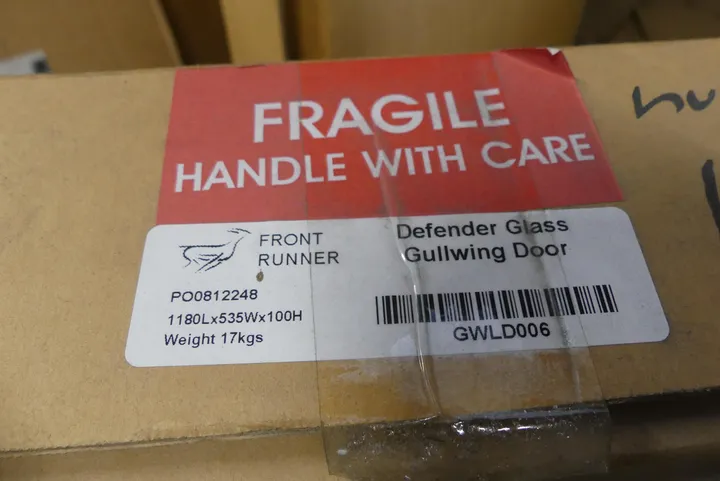 FRAGILE
HANDLE WITH CARE
FRONT
RUNNER
Defender Glass
Gullwing Door
PO0812248
1180Lx535Wx100H
Weight 17kgs
GWLD006